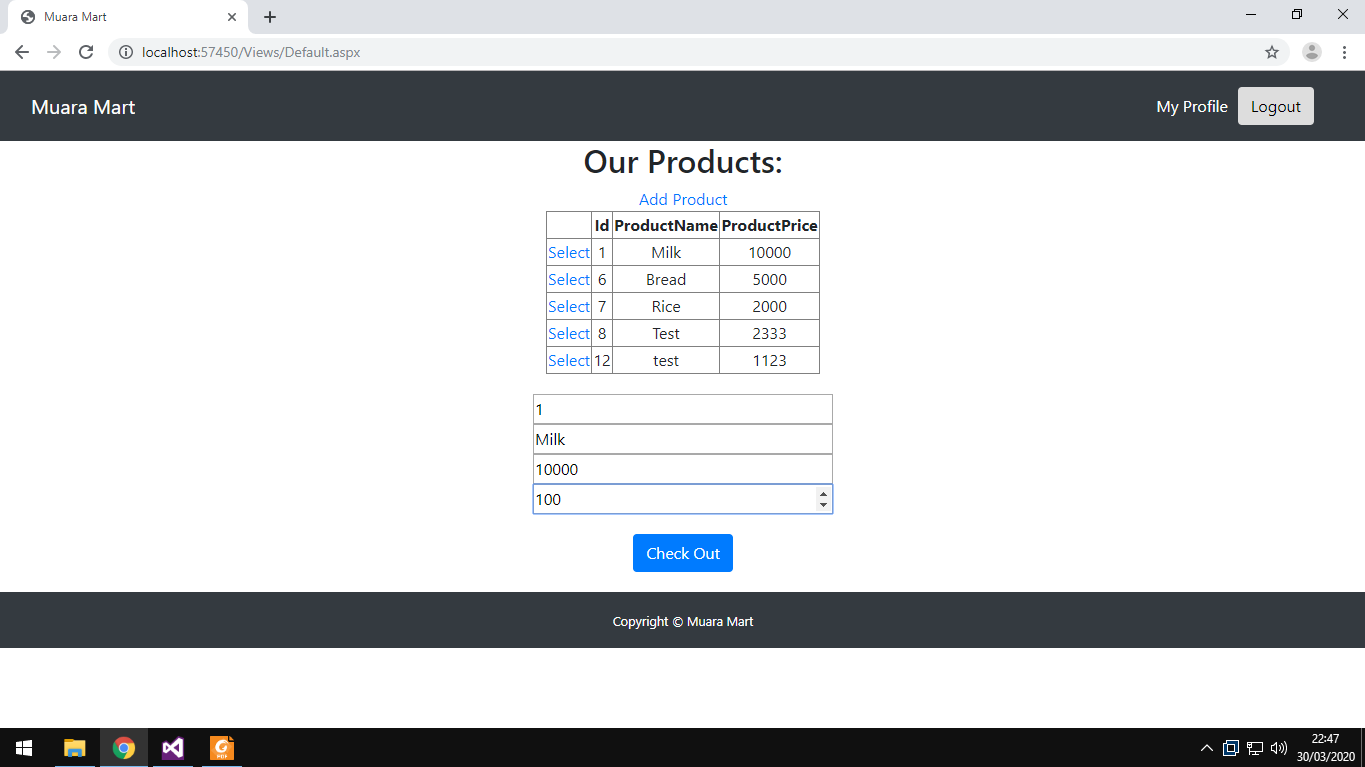 Muara Mart
localhost:57450/Views/Default.aspx
Muara Mart My Profile Logout
Our Products:
Add Product
Id ProductName ProductPrice
Select 1 Milk 10000
Select 6 Bread 5000
Select 7 Rice 2000
Select 8 Test 2333
Select 12 test 1123
1
Milk
10000
100
Check Out
Copyright © Muara Mart
22:47
30/03/2020